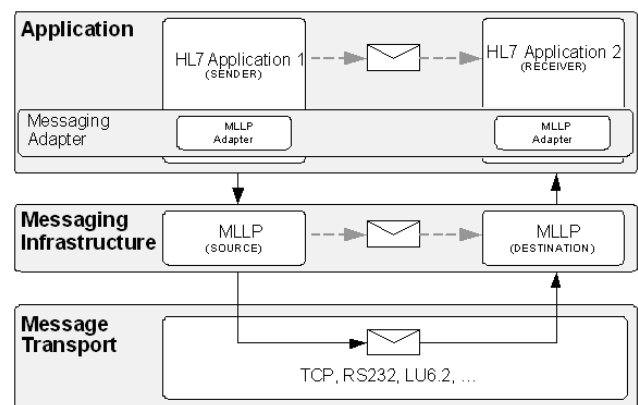 Application
HL7 Application 1
(SENDER)
HL7 Application 2
(RECEIVER)
Messaging
Adapter
MLLP
Adapter
MLLP
Adapter
Messaging
Infrastructure
MLLP
(SOURCE)
MLLP
(DESTINATION)
Message
Transport
TCP, RS232, LU6.2, ...